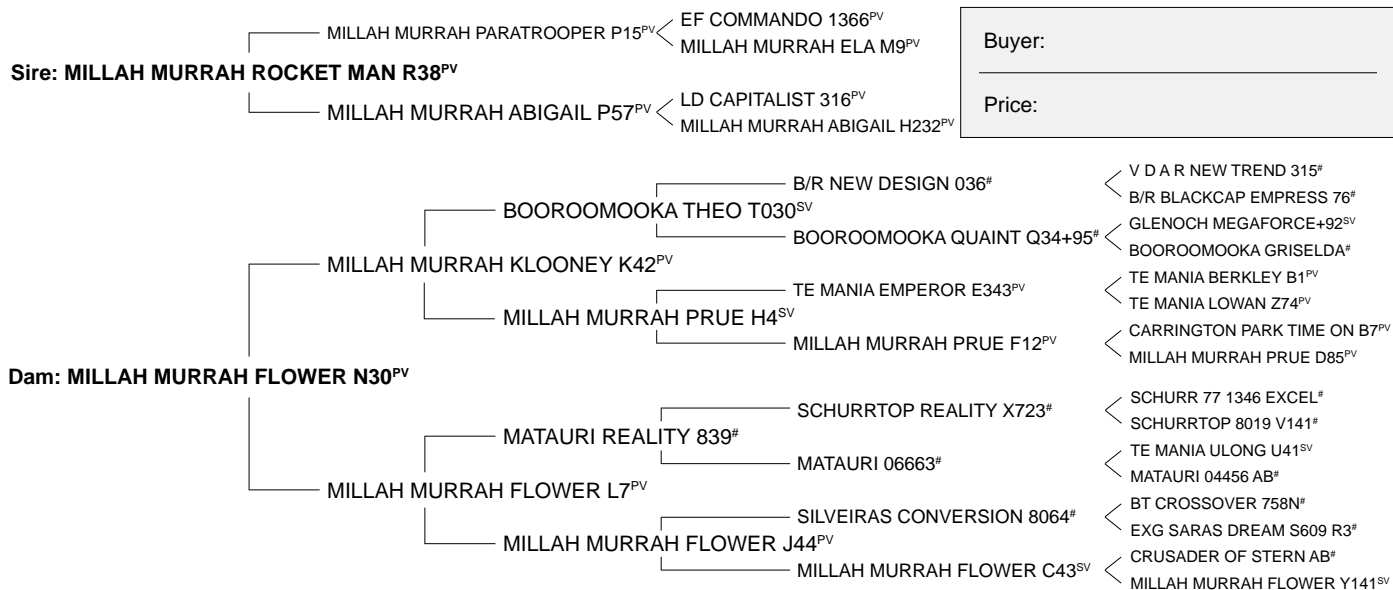 EF COMMANDO 1366PV
MILLAH MURRAH PARATROOPER P15PV
MILLAH MURRAH ELA M9PV
Buyer:
Sire: MILLAH MURRAH ROCKET MAN R38PV
LD CAPITALIST 316PV
Price:
MILLAH MURRAH ABIGAIL P57PV
MILLAH MURRAH ABIGAIL H232PV
V D A R NEW TREND 315#
B/R NEW DESIGN 036#
B/R BLACKCAP EMPRESS 76#
BOOROOMOOKA THEO T030SV
GLENOCH MEGAFORCE+92SV
BOOROOMOOKA QUAINT Q34+95#
BOOROOMOOKA GRISELDA#
MILLAH MURRAH KLOONEY K42PV
TE MANIA BERKLEY B1PV
TE MANIA EMPEROR E343PV
TE MANIA LOWAN Z74PV
MILLAH MURRAH PRUE H4SV
CARRINGTON PARK TIME ON B7PV
MILLAH MURRAH PRUE F12PV
MILLAH MURRAH PRUE D85PV
Dam: MILLAH MURRAH FLOWER N30PV
SCHURR 77 1346 EXCEL#
SCHURRTOP REALITY X723#
SCHURRTOP 8019 V141#
MATAURI REALITY 839#
TE MANIA ULONG U41SV
MATAURI 06663#
MATAURI 04456 AB#
MILLAH MURRAH FLOWER L7PV
BT CROSSOVER 758N#
SILVEIRAS CONVERSION 8064#
EXG SARAS DREAM S609 R3#
MILLAH MURRAH FLOWER J44PV
CRUSADER OF STERN AB#
MILLAH MURRAH FLOWER C43SV
MILLAH MURRAH FLOWER Y141SV